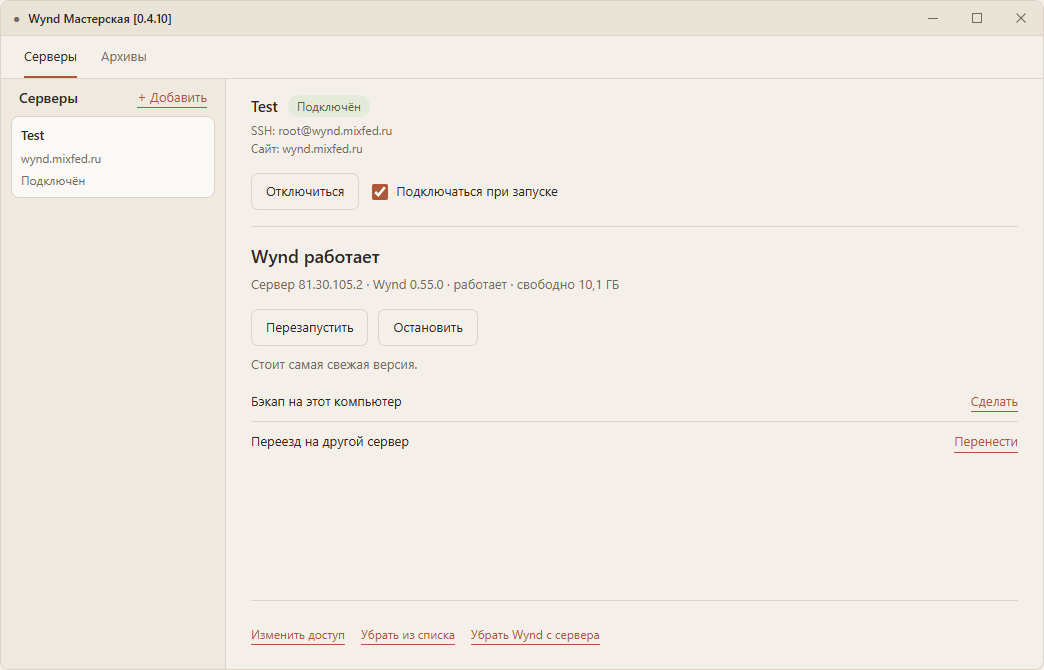 Wynd Мастерская [0.4.10]
Серверы Архивы
Серверы + Добавить
Test
wynd.mixfed.ru
Подключён
Test Подключён
SSH: root@wynd.mixfed.ru
Сайт: wynd.mixfed.ru
Отключиться Подключаться при запуске
Wynd работает
Сервер 81.30.105.2 · Wynd 0.55.0 · работает · свободно 10,1 ГБ
Перезапустить Остановить
Стоит самая свежая версия.
Бэкап на этот компьютер Сделать
Переезд на другой сервер Перенести
Изменить доступ Убрать из списка Убрать Wynd с сервера